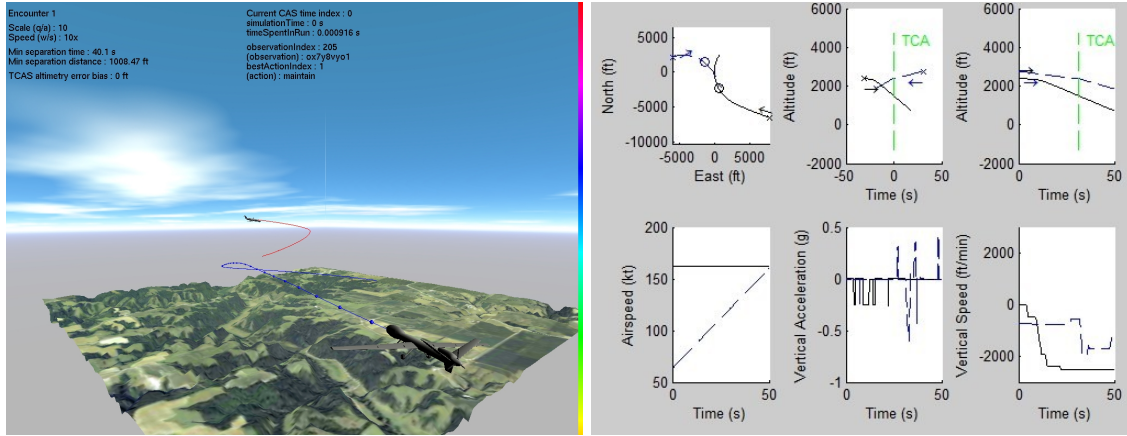 Encounter 1
Scale (q/a) : 10
Speed (w/s) : 10x
Min separation time : 40.1 s
Min separation distance : 1008.47 ft
TCAS altimetry error bias : 0 ft
Current CAS time index : 0
simulationTime : 0 s
timeSpentInRun : 0.000916 s
observationIndex : 205
(observation) : ox7y8vyo1
bestActionIndex : 1
(action) : maintain
North (ft)
5000
0
-5000
-10000
-5000 0 5000
East (ft)
Altitude (ft)
6000
4000
2000
0
-2000
-50 0 50
Time (s)
TCA
Altitude (ft)
6000
4000
2000
0
-2000
0 50
Time (s)
TCA
Airspeed (kt)
200
150
100
50
0 50
Time (s)
Vertical Acceleration (g)
0.5
0
-0.5
-1
0 50
Time (s)
Vertical Speed (ft/min)
2000
0
-2000
0 50
Time (s)